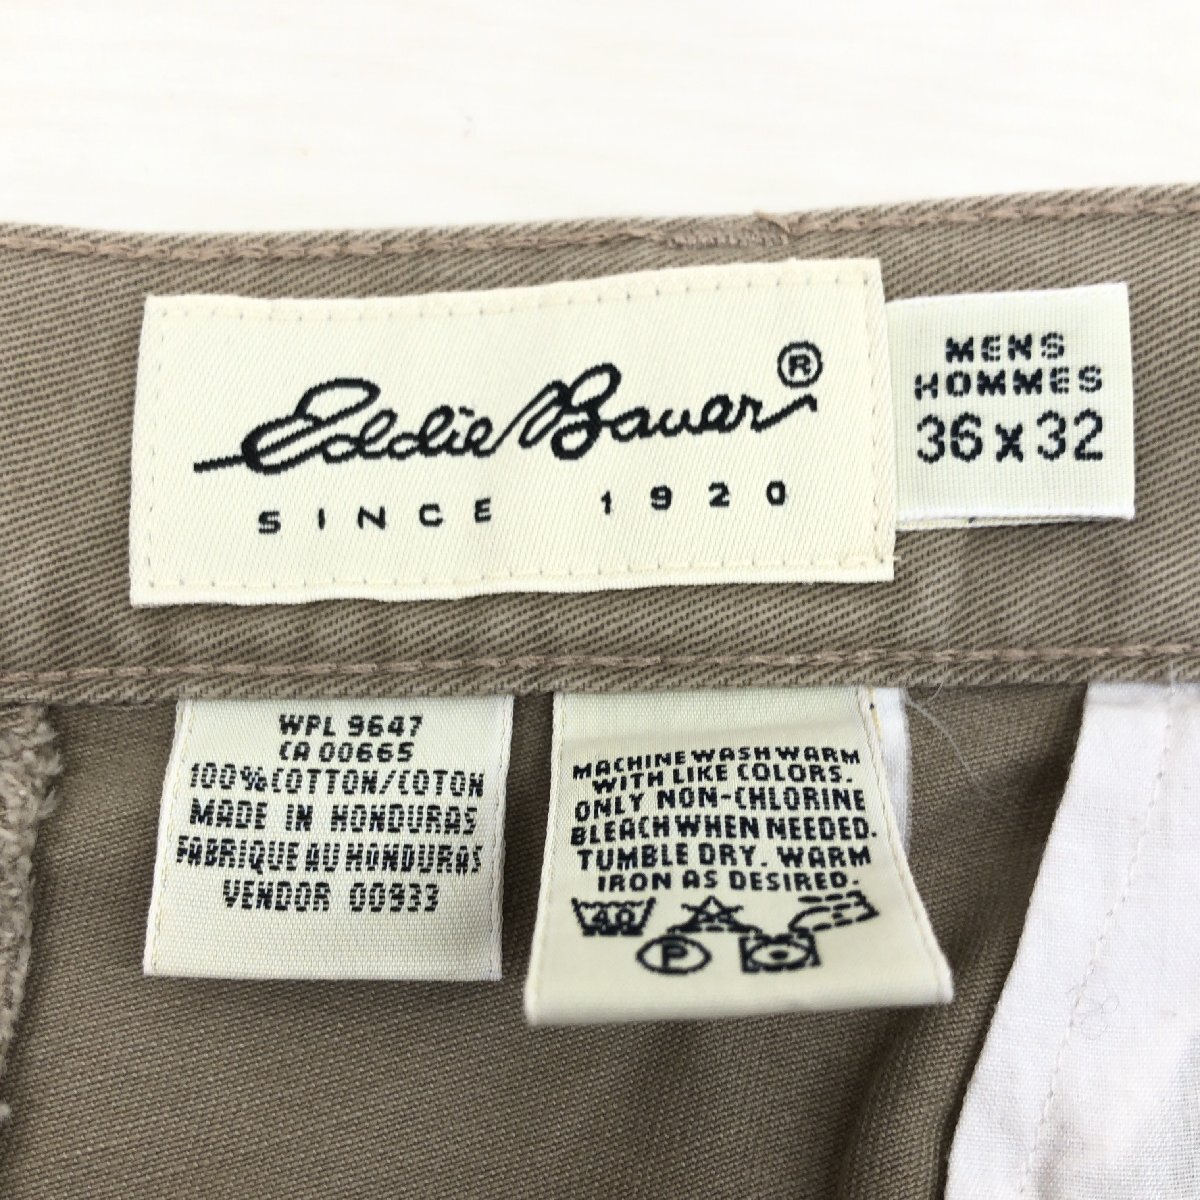 Eddie Bauer ®
SINCE 1920
MENS
HOMMES
36 x 32
WPL 9647
CA 00665
100% COTTON/COTON
MADE IN HONDURAS
FABRIQUE AU HONDURAS
VENDOR 00933
MACHINE WASH WARM
WITH LIKE COLORS.
ONLY NON-CHLORINE
BLEACH WHEN NEEDED.
TUMBLE DRY. WARM
IRON AS DESIRED.
40
P